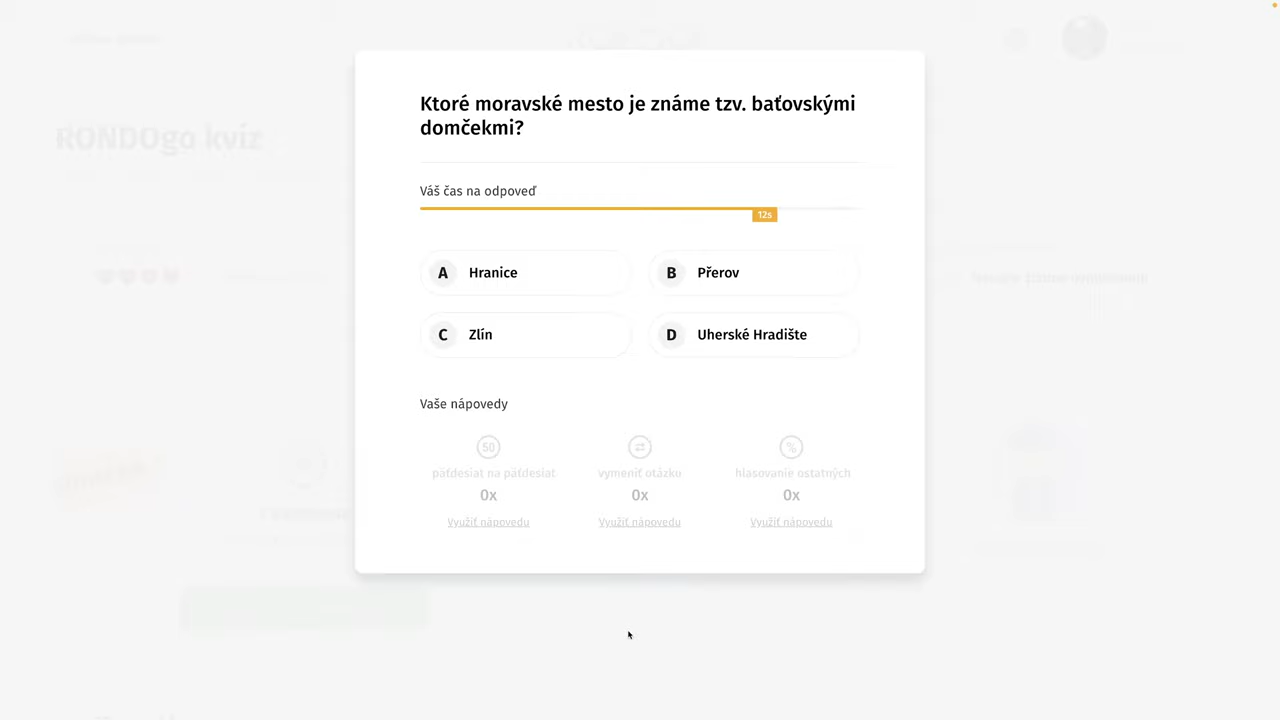 RONDOgo kvíz
Ktoré moravské mesto je známe tzv. baťovskými
domčekmi?
Váš čas na odpoveď
12s
A Hranice
B Přerov
C Zlín
D Uherské Hradište
Vaše nápovedy
50
päťdesiat na päťdesiat
0x
Využiť nápovedu
vymeniť otázku
0x
Využiť nápovedu
%
hlasovanie ostatných
0x
Využiť nápovedu